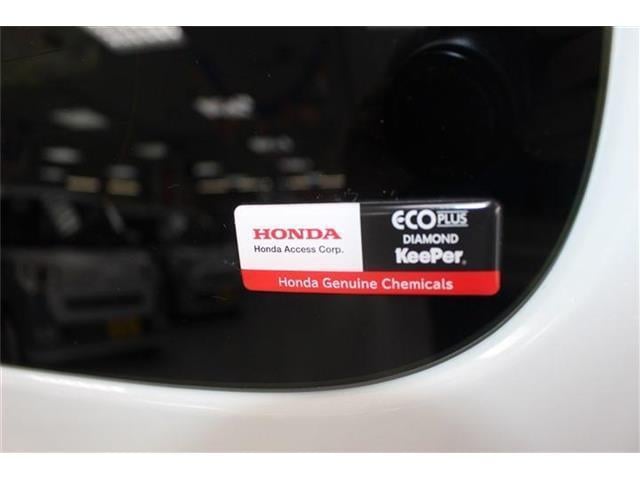 HONDA
Honda Access Corp.
ECO PLUS
DIAMOND
KeePer
Honda Genuine Chemicals